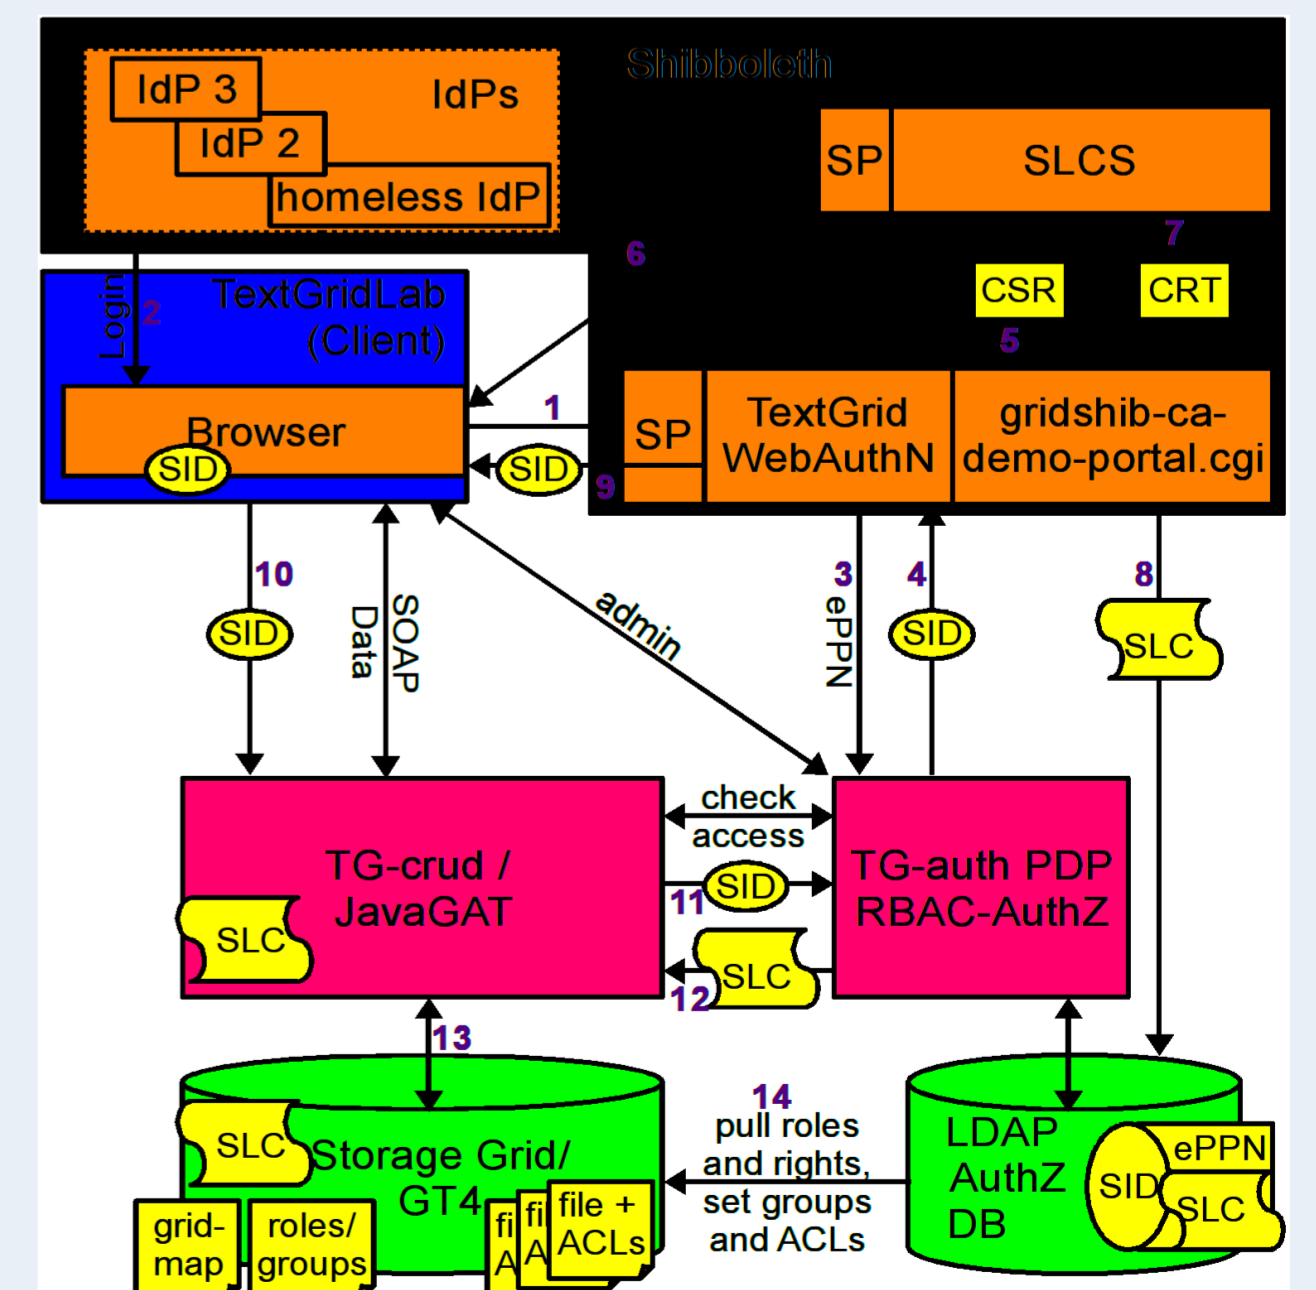 Shibboleth
IdP 3
IdPs
IdP 2
homeless IdP
SP
SLCS
7
6
CSR
CRT
5
Login
2
TextGridLab
(Client)
Browser
SID
1
SID
9
SP
TextGrid
WebAuthN
gridshib-ca-
demo-portal.cgi
10
SID
SOAP
Data
admin
3
ePPN
4
SID
8
SLC
check
access
TG-crud /
JavaGAT
SLC
11
SID
12
SLC
TG-auth PDP
RBAC-AuthZ
13
SLC
Storage Grid/
GT4
grid-
map
roles/
groups
fi
A
fi
A
file +
ACLs
14
pull roles
and rights,
set groups
and ACLs
LDAP
AuthZ
DB
SID
ePPN
SLC